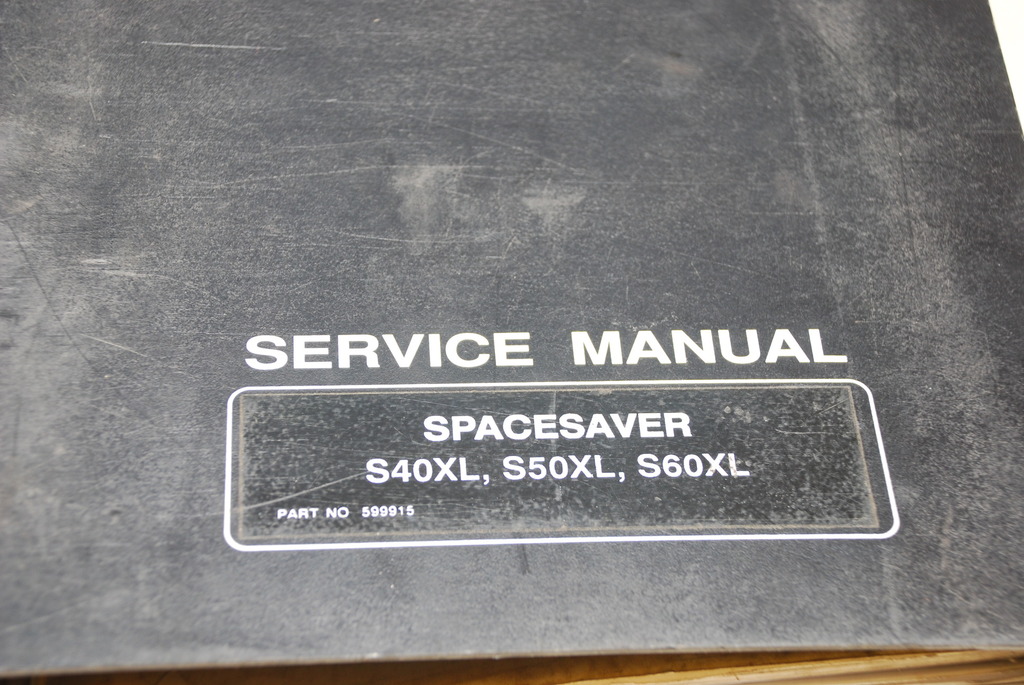 SERVICE MANUAL
SPACESAVER
S40XL, S50XL, S60XL
PART NO 599915